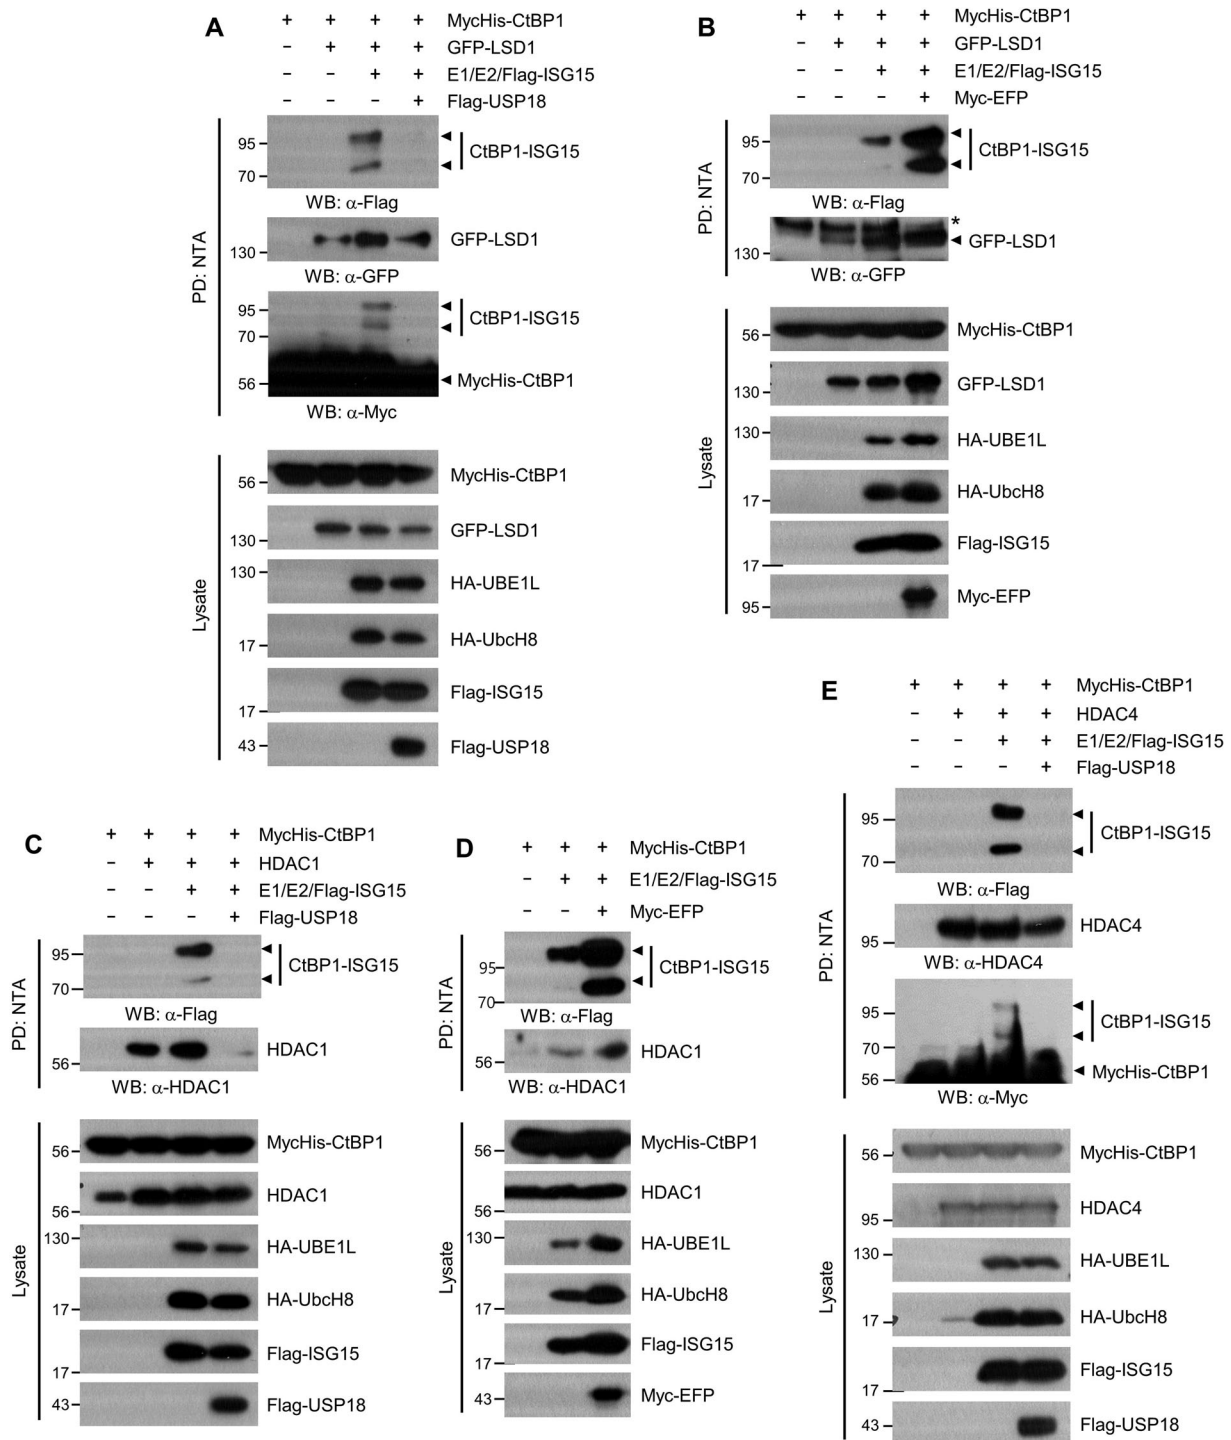 A
+ + + + MycHis-CtBP1
- + + + GFP-LSD1
- - + + E1/E2/Flag-ISG15
- - - + Flag-USP18
PD: NTA
95
70
CtBP1-ISG15
WB: α-Flag
130
GFP-LSD1
WB: α-GFP
95
70
56
CtBP1-ISG15
MycHis-CtBP1
WB: α-Myc
Lysate
56
MycHis-CtBP1
130
GFP-LSD1
130
HA-UBE1L
17
HA-UbcH8
17
Flag-ISG15
43
Flag-USP18
B
+ + + + MycHis-CtBP1
- + + + GFP-LSD1
- - + + E1/E2/Flag-ISG15
- - - + Myc-EFP
PD: NTA
95
70
CtBP1-ISG15
WB: α-Flag
*
130
GFP-LSD1
WB: α-GFP
Lysate
56
MycHis-CtBP1
130
GFP-LSD1
130
HA-UBE1L
17
HA-UbcH8
17
Flag-ISG15
95
Myc-EFP
C
+ + + + MycHis-CtBP1
- + + + HDAC1
- - + + E1/E2/Flag-ISG15
- - - + Flag-USP18
PD: NTA
95
70
CtBP1-ISG15
WB: α-Flag
56
HDAC1
WB: α-HDAC1
Lysate
56
MycHis-CtBP1
56
HDAC1
130
HA-UBE1L
17
HA-UbcH8
17
Flag-ISG15
43
Flag-USP18
D
+ + + MycHis-CtBP1
- + + E1/E2/Flag-ISG15
- - + Myc-EFP
PD: NTA
95
70
CtBP1-ISG15
WB: α-Flag
56
HDAC1
WB: α-HDAC1
Lysate
56
MycHis-CtBP1
56
HDAC1
130
HA-UBE1L
17
HA-UbcH8
17
Flag-ISG15
43
Myc-EFP
E
+ + + + MycHis-CtBP1
- + + + HDAC4
- - + + E1/E2/Flag-ISG15
- - - + Flag-USP18
PD: NTA
95
70
CtBP1-ISG15
WB: α-Flag
95
HDAC4
WB: α-HDAC4
95
70
56
CtBP1-ISG15
MycHis-CtBP1
WB: α-Myc
Lysate
56
MycHis-CtBP1
95
HDAC4
130
HA-UBE1L
17
HA-UbcH8
17
Flag-ISG15
43
Flag-USP18